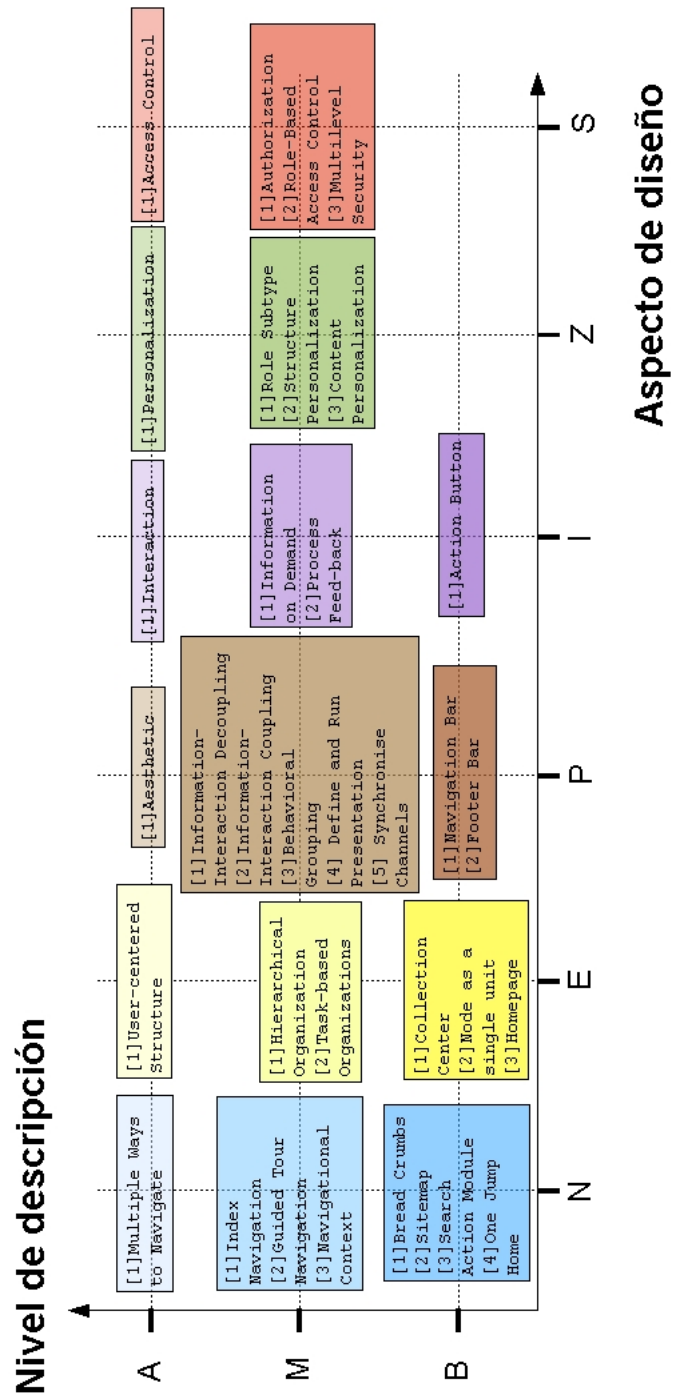 Nivel de descripción
A
[1]Multiple Ways
to Navigate
[1]User-centered
Structure
[1]Aesthetic
[1]Interaction
[1]Personalization
[1]Access Control
M
[1]Index
Navigation
[2]Guided Tour
Navigation
[3]Navigational
Context
[1]Hierarchical
Organization
[2]Task-based
Organizations
[1]Information-
Interaction Decoupling
[2]Information-
Interaction Coupling
[3]Behavioral
Grouping
[4] Define and Run
Presentation
[5] Synchronise
Channels
[1]Information
on Demand
[2]Process
Feed-back
[1]Role Subtype
[2]Structure
Personalization
[3]Content
Personalization
[1]Authorization
[2]Role-Based
Access Control
[3]Multilevel
Security
B
[1]Bread Crumbs
[2]Sitemap
[3]Search
Action Module
[4]One Jump
Home
[1]Collection
Center
[2]Node as a
single unit
[3]Homepage
[1]Navigation Bar
[2]Footer Bar
[1]Action Button
N
E
P
I
Z
S
Aspecto de diseño